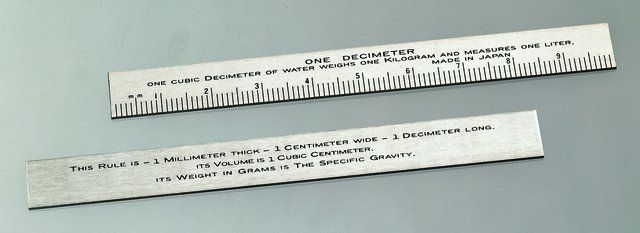 ONE DECIMETER
ONE CUBIC DECIMETER OF WATER WEIGHS ONE KILOGRAM AND MEASURES ONE LITER.
MADE IN JAPAN
mm 1 2 3 4 5 6 7 8 9
THIS RULE IS – 1 MILLIMETER THICK – 1 CENTIMETER WIDE – 1 DECIMETER LONG.
ITS VOLUME IS 1 CUBIC CENTIMETER.
ITS WEIGHT IN GRAMS IS THE SPECIFIC GRAVITY.